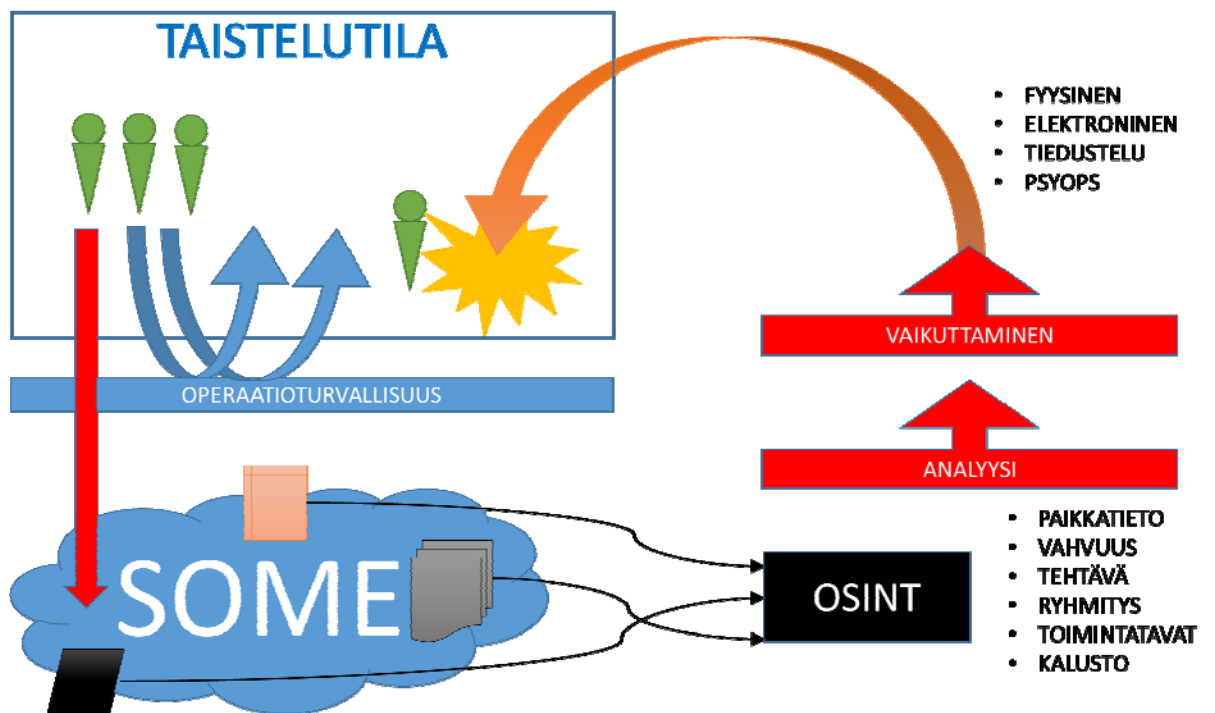 TAISTELUTILA
• FYYSINEN
• ELEKTRONINEN
• TIEDUSTELU
• PSYOPS
VAIKUTTAMINEN
OPERAATIOTURVALLISUUS
ANALYYSI
SOME
OSINT
• PAIKKATIETO
• VAHVUUS
• TEHTÄVÄ
• RYHMITYS
• TOIMINTATAVAT
• KALUSTO